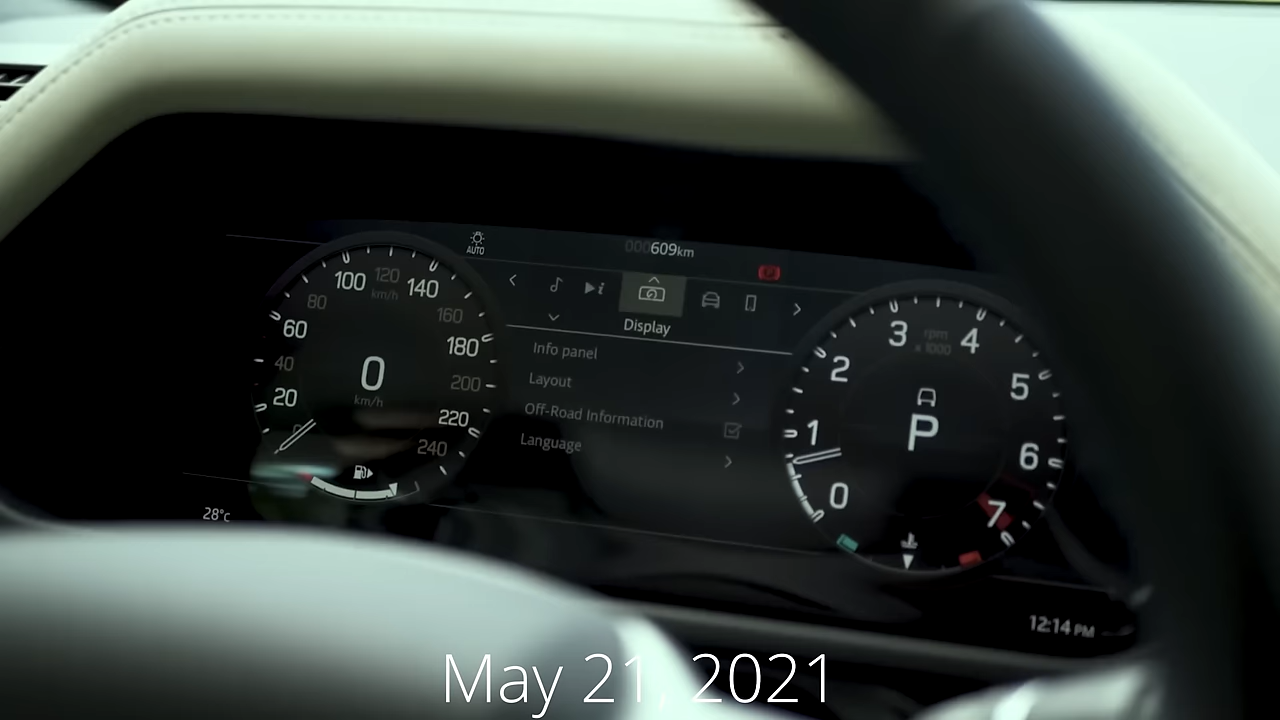 AUTO
000609km
Display
Info panel
Layout
Off-Road Information
Language
0
20
40
60
80
100
120
140
160
180
200
220
240
km/h
0
km/h
0
1
2
3
4
5
6
7
rpm
x 1000
P
28°c
12:14 PM
May 21, 2021